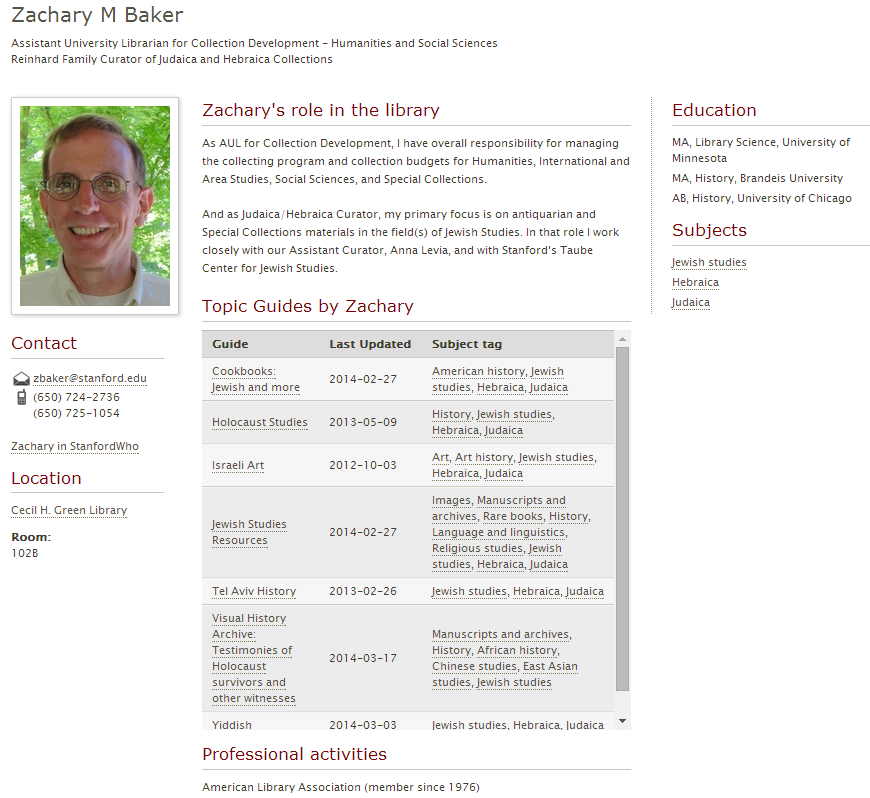 Zachary M Baker
Assistant University Librarian for Collection Development - Humanities and Social Sciences
Reinhard Family Curator of Judaica and Hebraica Collections
Contact
zbaker@stanford.edu
(650) 724-2736
(650) 725-1054
Zachary in StanfordWho
Location
Cecil H. Green Library
Room:
102B
Zachary's role in the library
As AUL for Collection Development, I have overall responsibility for managing
the collecting program and collection budgets for Humanities, International and
Area Studies, Social Sciences, and Special Collections.
And as Judaica/Hebraica Curator, my primary focus is on antiquarian and
Special Collections materials in the field(s) of Jewish Studies. In that role I work
closely with our Assistant Curator, Anna Levia, and with Stanford's Taube
Center for Jewish Studies.
Topic Guides by Zachary
Guide Last Updated Subject tag
Cookbooks:
Jewish and more
2014-02-27
American history, Jewish
studies, Hebraica, Judaica
Holocaust Studies
2013-05-09
History, Jewish studies,
Hebraica, Judaica
Israeli Art
2012-10-03
Art, Art history, Jewish studies,
Hebraica, Judaica
Jewish Studies
Resources
2014-02-27
Images, Manuscripts and
archives, Rare books, History,
Language and linguistics,
Religious studies, Jewish
studies, Hebraica, Judaica
Tel Aviv History
2013-02-26
Jewish studies, Hebraica, Judaica
Visual History
Archive:
Testimonies of
Holocaust
survivors and
other witnesses
2014-03-17
Manuscripts and archives,
History, African history,
Chinese studies, East Asian
studies, Jewish studies
Yiddish
2014-03-03
Jewish studies, Hebraica, Judaica
Professional activities
American Library Association (member since 1976)
Education
MA, Library Science, University of
Minnesota
MA, History, Brandeis University
AB, History, University of Chicago
Subjects
Jewish studies
Hebraica
Judaica